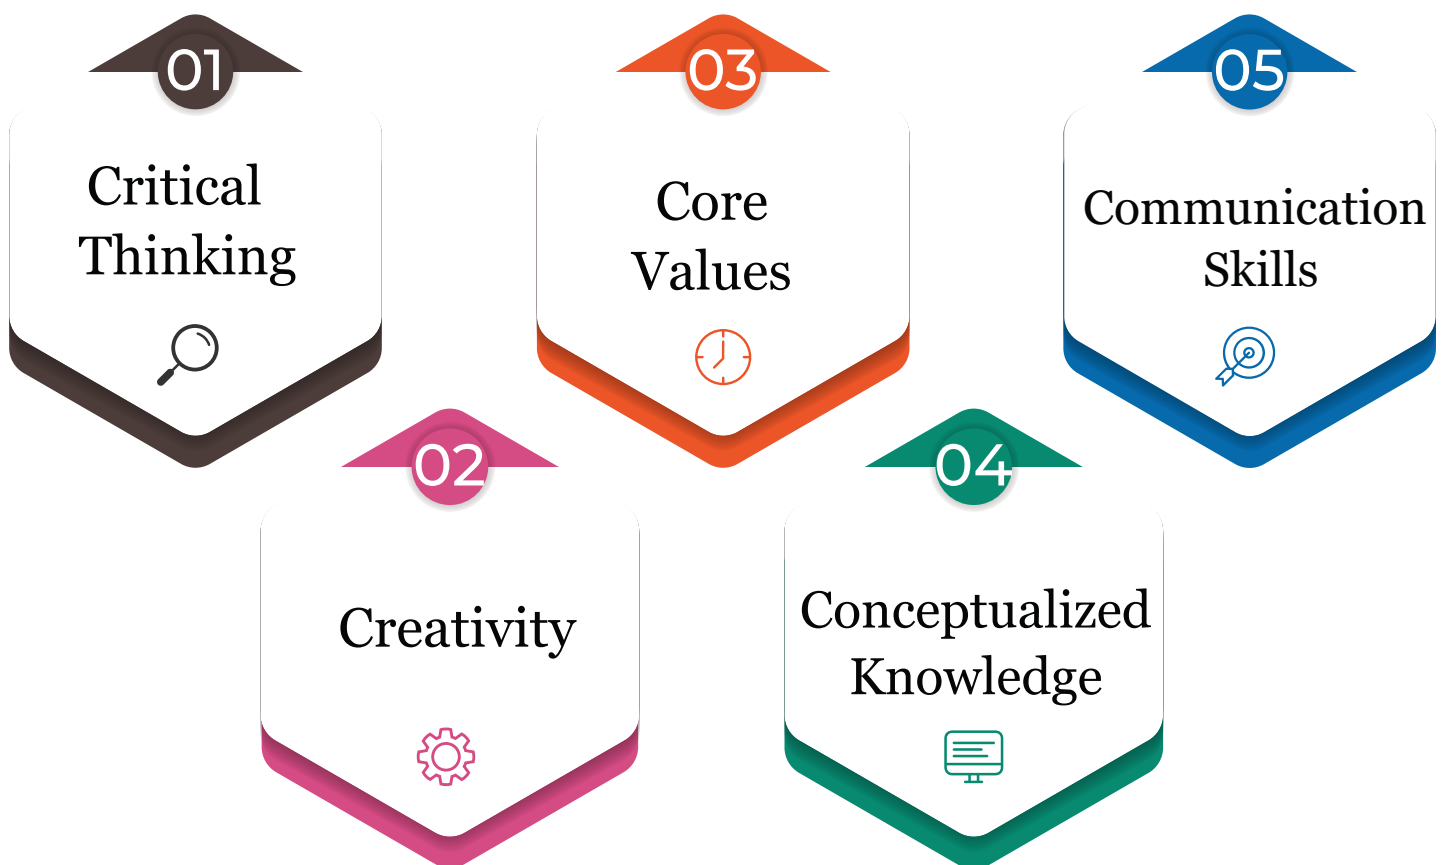 01
Critical
Thinking
02
Creativity
03
Core
Values
04
Conceptualized
Knowledge
05
Communication
Skills